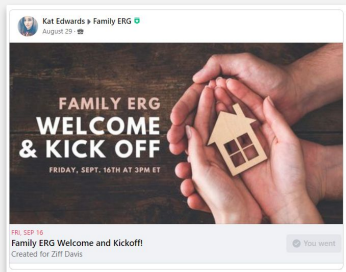 Kat Edwards ▸ Family ERG
August 29 ·
FAMILY ERG
WELCOME
& KICK OFF
FRIDAY, SEPT. 16TH AT 3PM ET
FRI, SEP 16
Family ERG Welcome and Kickoff!
Created for Ziff Davis
You went